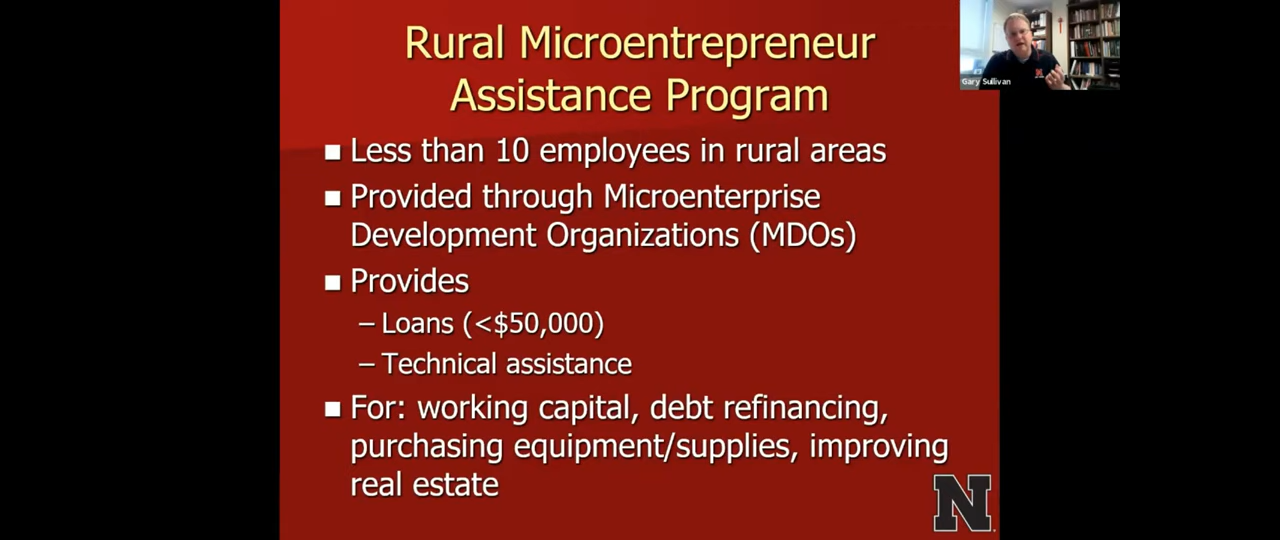 Rural Microentrepreneur
Assistance Program
Gary Sullivan
Less than 10 employees in rural areas
Provided through Microenterprise
Development Organizations (MDOs)
Provides
– Loans (<$50,000)
– Technical assistance
For: working capital, debt refinancing,
purchasing equipment/supplies, improving
real estate
N